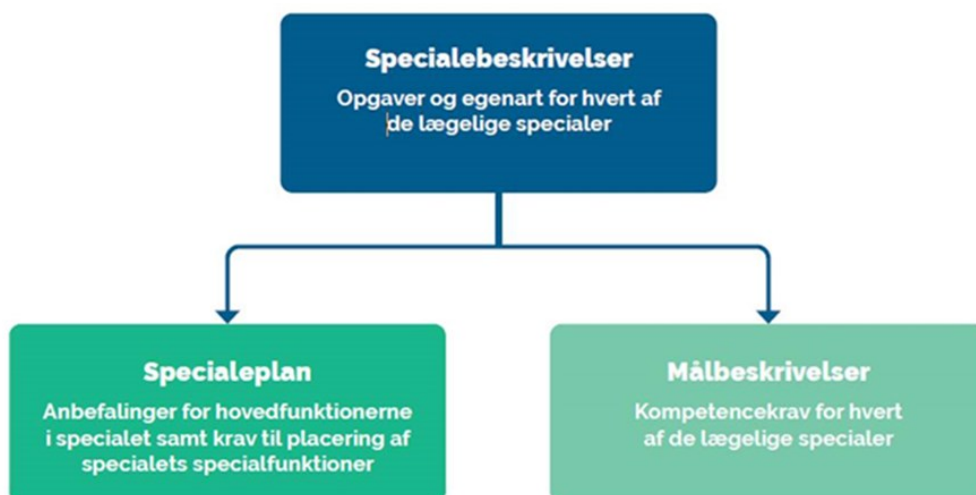 Specialebeskrivelser
Opgaver og egenart for hvert af
de lægelige specialer
Specialeplan
Anbefalinger for hovedfunktionerne
i specialet samt krav til placering af
specialets specialfunktioner
Målbeskrivelser
Kompetencekrav for hvert
af de lægelige specialer